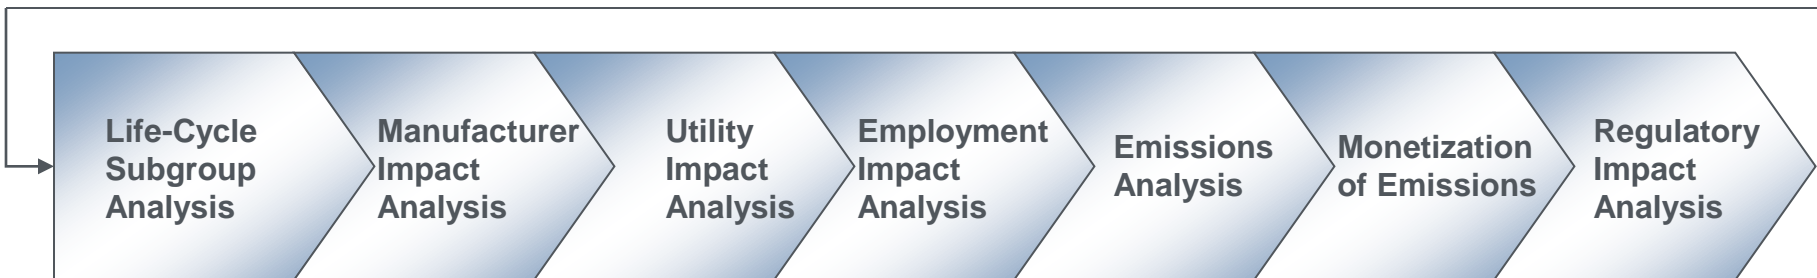 Life-Cycle
Subgroup
Analysis
Manufacturer
Impact
Analysis
Utility
Impact
Analysis
Employment
Impact
Analysis
Emissions
Analysis
Monetization
of Emissions
Regulatory
Impact
Analysis